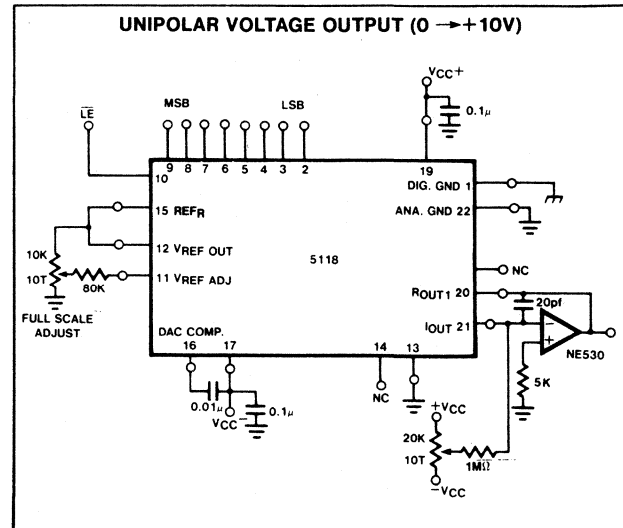 UNIPOLAR VOLTAGE OUTPUT (0 →+10V)
VCC+
MSB
LSB
LE
0.1μ
9 8 7 6 5 4 3 2
19
10
DIG. GND 1
15 REFR
ANA. GND 22
12 VREF OUT
10K
10T
5118
NC
80K
11 VREF ADJ
ROUT1 20
20pf
FULL SCALE
ADJUST
IOUT 21
DAC COMP.
16 17
14 13
NE530
0.01μ
0.1μ
VCC−
NC
5K
+VCC
20K
10T
1MΩ
−VCC